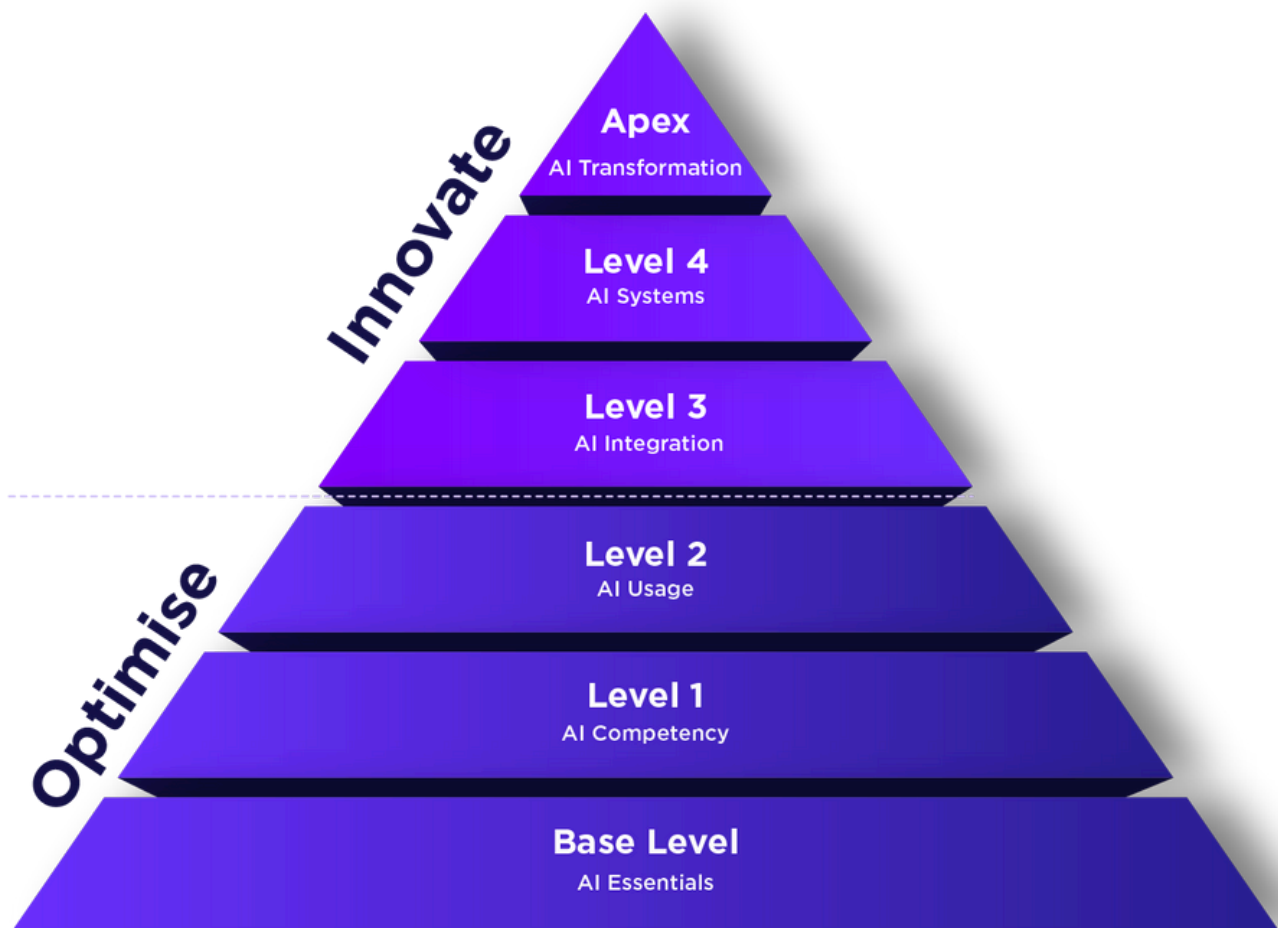 Innovate
Apex
AI Transformation
Level 4
AI Systems
Level 3
AI Integration
Optimise
Level 2
AI Usage
Level 1
AI Competency
Base Level
AI Essentials